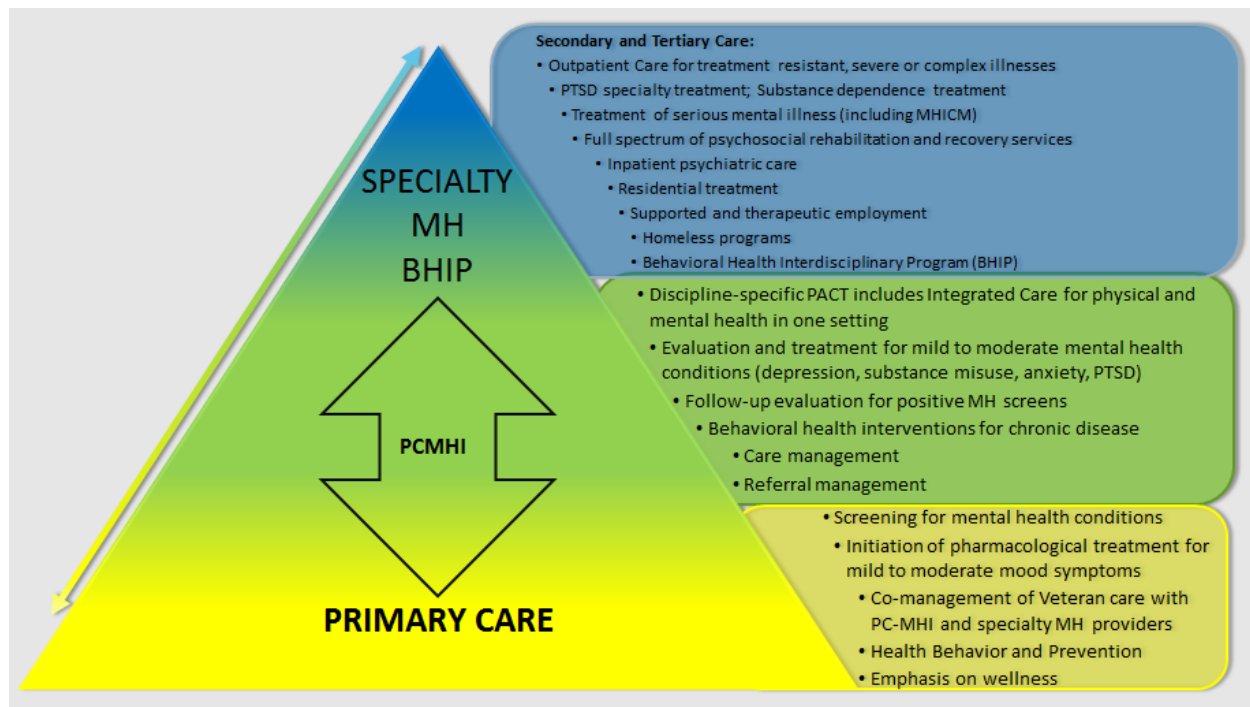 SPECIALTY
MH
BHIP
PCMHI
PRIMARY CARE
Secondary and Tertiary Care:
• Outpatient Care for treatment resistant, severe or complex illnesses
• PTSD specialty treatment; Substance dependence treatment
• Treatment of serious mental illness (including MHICM)
• Full spectrum of psychosocial rehabilitation and recovery services
• Inpatient psychiatric care
• Residential treatment
• Supported and therapeutic employment
• Homeless programs
• Behavioral Health Interdisciplinary Program (BHIP)
• Discipline-specific PACT includes Integrated Care for physical and
mental health in one setting
• Evaluation and treatment for mild to moderate mental health
conditions (depression, substance misuse, anxiety, PTSD)
• Follow-up evaluation for positive MH screens
• Behavioral health interventions for chronic disease
• Care management
• Referral management
• Screening for mental health conditions
• Initiation of pharmacological treatment for
mild to moderate mood symptoms
• Co-management of Veteran care with
PC-MHI and specialty MH providers
• Health Behavior and Prevention
• Emphasis on wellness